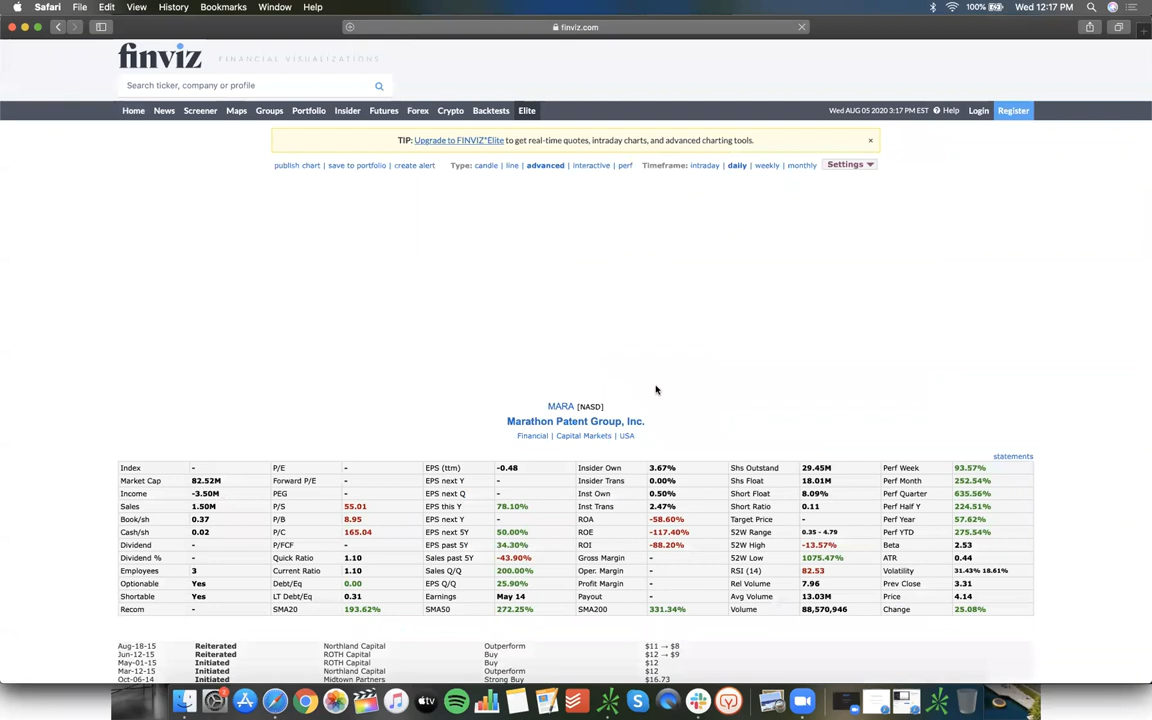 Safari File Edit View History Bookmarks Window Help 100% Wed 12:17 PM
finviz.com
finviz FINANCIAL VISUALIZATIONS
Search ticker, company or profile
Home News Screener Maps Groups Portfolio Insider Futures Forex Crypto Backtests Elite Wed AUG 05 2020 3:17 PM EST Help Login Register
TIP: Upgrade to FINVIZ*Elite to get real-time quotes, intraday charts, and advanced charting tools. ×
publish chart | save to portfolio | create alert Type: candle | line | advanced | interactive | perf Timeframe: intraday | daily | weekly | monthly Settings
MARA [NASD]
Marathon Patent Group, Inc.
Financial | Capital Markets | USA
statements
Index - P/E - EPS (ttm) -0.48 Insider Own 3.67% Shs Outstand 29.45M Perf Week 93.57%
Market Cap 82.52M Forward P/E - EPS next Y - Insider Trans 0.00% Shs Float 18.01M Perf Month 252.54%
Income -3.50M PEG - EPS next Q - Inst Own 0.50% Short Float 8.09% Perf Quarter 635.56%
Sales 1.50M P/S 55.01 EPS this Y 78.10% Inst Trans 2.47% Short Ratio 0.11 Perf Half Y 224.51%
Book/sh 0.37 P/B 8.95 EPS next Y - ROA -58.60% Target Price - Perf Year 57.62%
Cash/sh 0.02 P/C 165.04 EPS next 5Y 50.00% ROE -117.40% 52W Range 0.35 - 4.79 Perf YTD 275.54%
Dividend - P/FCF - EPS past 5Y 34.30% ROI -88.20% 52W High -13.57% Beta 2.53
Dividend % - Quick Ratio 1.10 Sales past 5Y -43.90% Gross Margin - 52W Low 1075.47% ATR 0.44
Employees 3 Current Ratio 1.10 Sales Q/Q 200.00% Oper. Margin - RSI (14) 82.53 Volatility 31.43% 18.61%
Optionable Yes Debt/Eq 0.00 EPS Q/Q 25.90% Profit Margin - Rel Volume 7.96 Prev Close 3.31
Shortable Yes LT Debt/Eq 0.31 Earnings May 14 Payout - Avg Volume 13.03M Price 4.14
Recom - SMA20 193.62% SMA50 272.25% SMA200 331.34% Volume 88,570,946 Change 25.08%
Aug-18-15 Reiterated Northland Capital Outperform $11 → $8
Jun-12-15 Reiterated ROTH Capital Buy $12 → $9
May-01-15 Initiated ROTH Capital Buy $12
Mar-12-15 Initiated Northland Capital Outperform
Oct-06-14 Initiated Midtown Partners Strong Buy $16.73